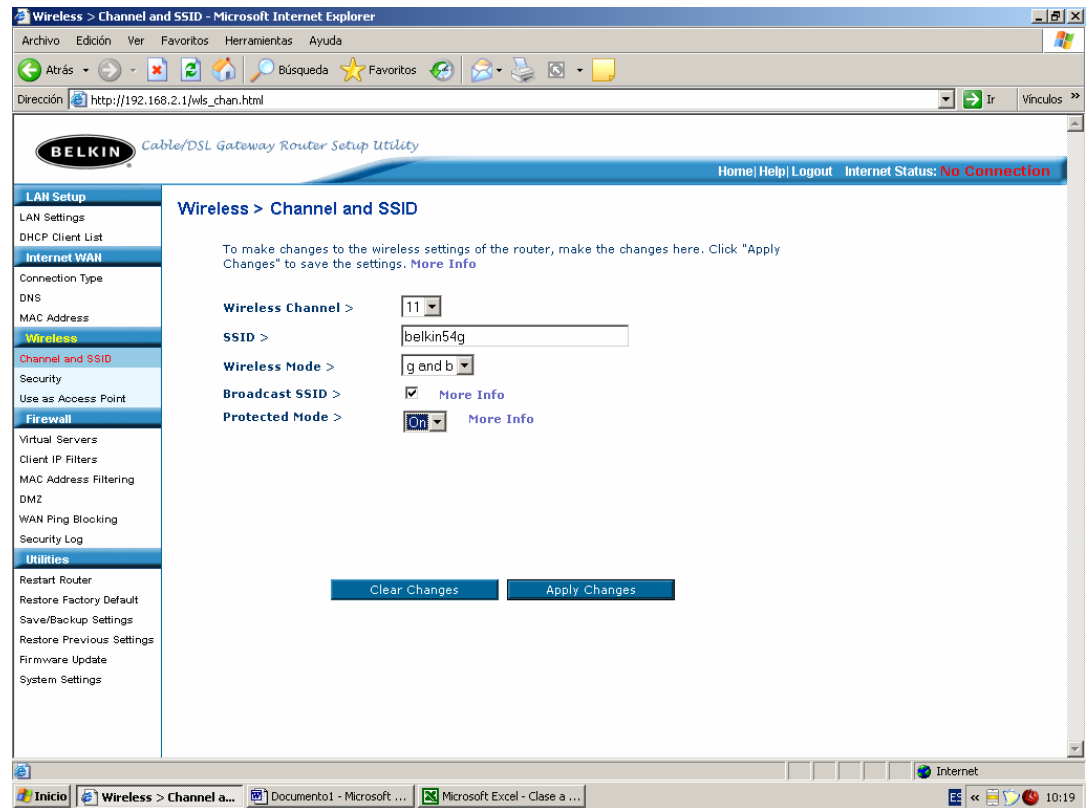 Wireless > Channel and SSID - Microsoft Internet Explorer
Archivo Edición Ver Favoritos Herramientas Ayuda
Atrás Búsqueda Favoritos
Dirección http://192.168.2.1/wls_chan.html Ir Vínculos »
BELKIN Cable/DSL Gateway Router Setup Utility
Home| Help| Logout Internet Status: No Connection
LAN Setup
LAN Settings
DHCP Client List
Internet WAN
Connection Type
DNS
MAC Address
Wireless
Channel and SSID
Security
Use as Access Point
Firewall
Virtual Servers
Client IP Filters
MAC Address Filtering
DMZ
WAN Ping Blocking
Security Log
Utilities
Restart Router
Restore Factory Default
Save/Backup Settings
Restore Previous Settings
Firmware Update
System Settings
Wireless > Channel and SSID
To make changes to the wireless settings of the router, make the changes here. Click "Apply
Changes" to save the settings. More Info
Wireless Channel > 11
SSID > belkin54g
Wireless Mode > g and b
Broadcast SSID > More Info
Protected Mode > On More Info
Clear Changes Apply Changes
Internet
Inicio Wireless > Channel a... Documento1 - Microsoft ... Microsoft Excel - Clase a ... ES « 10:19